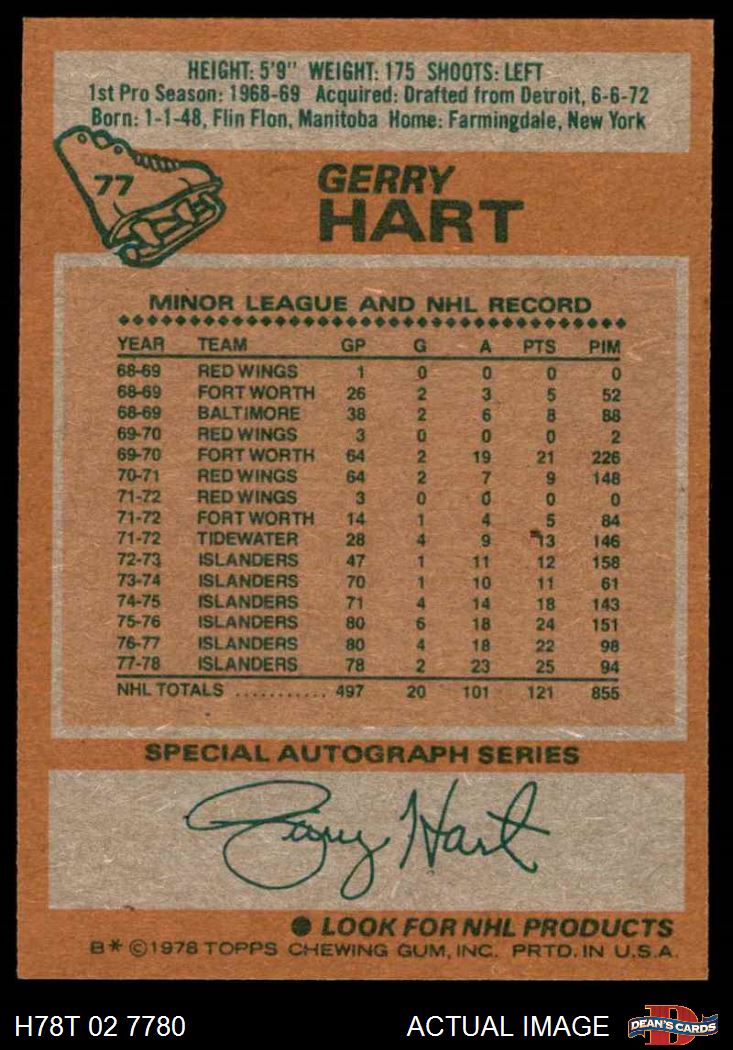 HEIGHT: 5'9" WEIGHT: 175 SHOOTS: LEFT
1st Pro Season: 1968-69 Acquired: Drafted from Detroit, 6-6-72
Born: 1-1-48, Flin Flon, Manitoba Home: Farmingdale, New York
77
GERRY
HART
MINOR LEAGUE AND NHL RECORD
YEAR TEAM GP G A PTS PIM
68-69 RED WINGS 1 0 0 0 0
68-69 FORT WORTH 26 2 3 5 52
68-69 BALTIMORE 38 2 6 8 88
69-70 RED WINGS 3 0 0 0 2
69-70 FORT WORTH 64 2 19 21 226
70-71 RED WINGS 64 2 7 9 148
71-72 RED WINGS 3 0 0 0 0
71-72 FORT WORTH 14 1 4 5 84
71-72 TIDEWATER 28 4 9 13 146
72-73 ISLANDERS 47 1 11 12 158
73-74 ISLANDERS 70 1 10 11 61
74-75 ISLANDERS 71 4 14 18 143
75-76 ISLANDERS 80 6 18 24 151
76-77 ISLANDERS 80 4 18 22 98
77-78 ISLANDERS 78 2 23 25 94
NHL TOTALS ........... 497 20 101 121 855
SPECIAL AUTOGRAPH SERIES
Gerry Hart
LOOK FOR NHL PRODUCTS
B* © 1978 TOPPS CHEWING GUM, INC. PRTD. IN U.S.A.
H78T 02 7780 ACTUAL IMAGE
DEAN'S CARDS